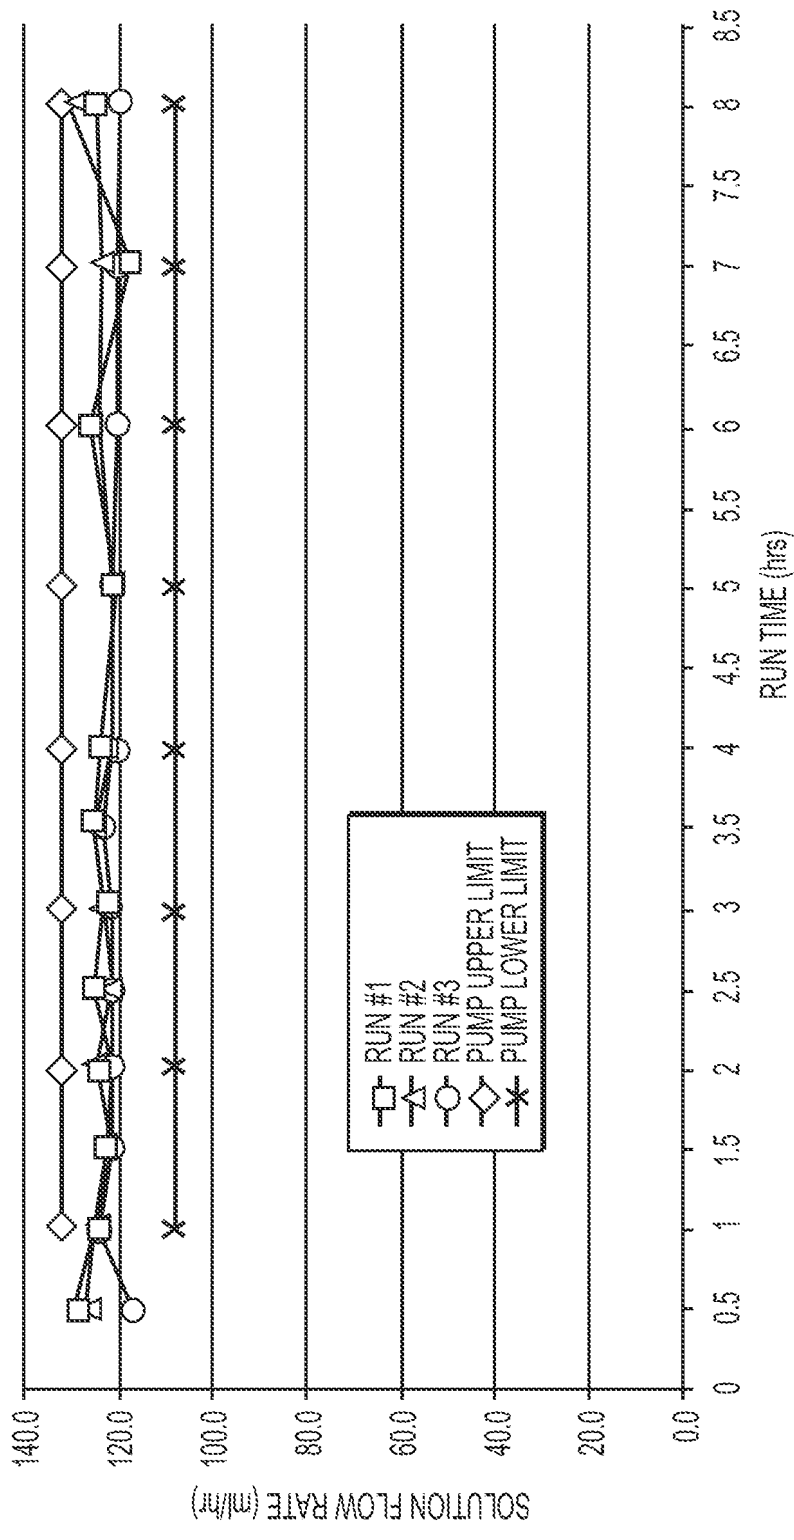 SOLUTION FLOW RATE (ml/hr)
140.0
120.0
100.0
80.0
60.0
40.0
20.0
0.0
RUN #1
RUN #2
RUN #3
PUMP UPPER LIMIT
PUMP LOWER LIMIT
0 0.5 1 1.5 2 2.5 3 3.5 4 4.5 5 5.5 6 6.5 7 7.5 8 8.5
RUN TIME (hrs)